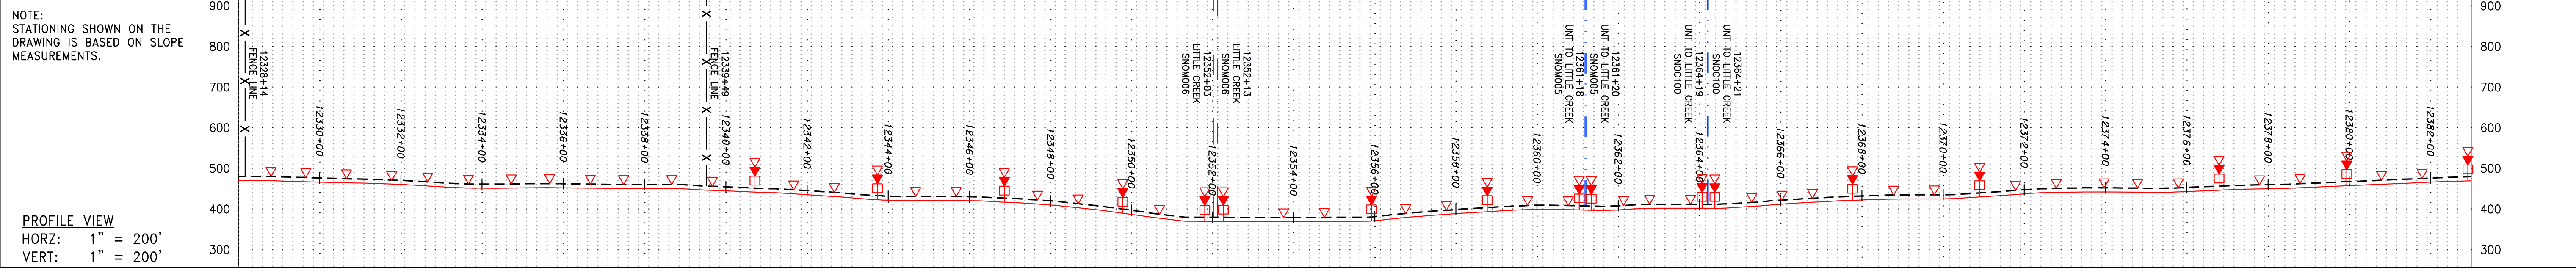 NOTE:
STATIONING SHOWN ON THE
DRAWING IS BASED ON SLOPE
MEASUREMENTS.
PROFILE VIEW
HORZ: 1" = 200'
VERT: 1" = 200'
900
800
700
600
500
400
300
12328+14
FENCE LINE
12339+49
FENCE LINE
12352+03
LITTLE CREEK
SNOM006
12352+13
LITTLE CREEK
SNOM006
12361+18
UNT TO LITTLE CREEK
SNOM005
12361+20
UNT TO LITTLE CREEK
SNOM005
12364+19
UNT TO LITTLE CREEK
SNOC100
12364+21
UNT TO LITTLE CREEK
SNOC100
12330+00
12332+00
12334+00
12336+00
12338+00
12340+00
12342+00
12344+00
12346+00
12348+00
12350+00
12352+00
12354+00
12356+00
12358+00
12360+00
12362+00
12364+00
12366+00
12368+00
12370+00
12372+00
12374+00
12376+00
12378+00
12380+00
12382+00
900
800
700
600
500
400
300